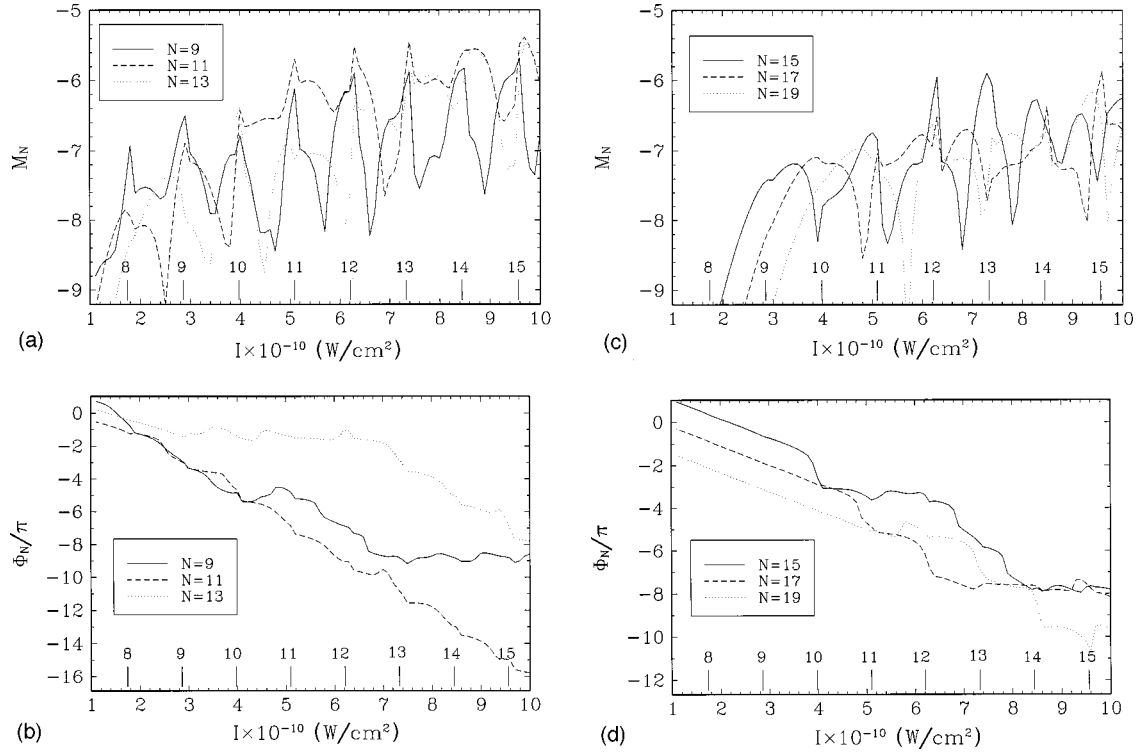 -5
-6
-7
-8
-9
M_N
N=9
N=11
N=13
8 9 10 11 12 13 14 15
1 2 3 4 5 6 7 8 9 10
(a)
I×10⁻¹⁰ (W/cm²)
-5
-6
-7
-8
-9
M_N
N=15
N=17
N=19
8 9 10 11 12 13 14 15
1 2 3 4 5 6 7 8 9 10
(c)
I×10⁻¹⁰ (W/cm²)
0
-2
-4
-6
-8
-10
-12
-14
-16
Φ_N/π
N=9
N=11
N=13
8 9 10 11 12 13 14 15
1 2 3 4 5 6 7 8 9 10
(b)
I×10⁻¹⁰ (W/cm²)
0
-2
-4
-6
-8
-10
-12
Φ_N/π
N=15
N=17
N=19
8 9 10 11 12 13 14 15
1 2 3 4 5 6 7 8 9 10
(d)
I×10⁻¹⁰ (W/cm²)